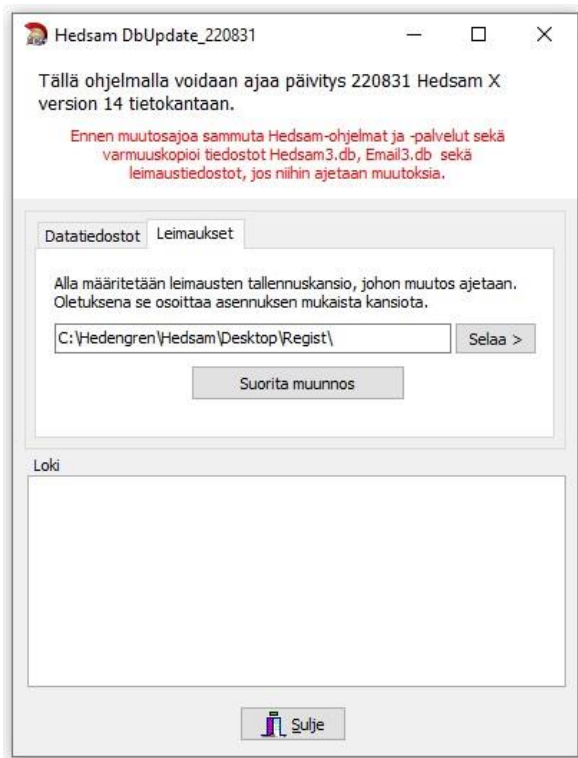 Hedsam DbUpdate_220831
Tällä ohjelmalla voidaan ajaa päivitys 220831 Hedsam X
version 14 tietokantaan.
Ennen muutosajoa sammuta Hedsam-ohjelmat ja -palvelut sekä
varmuuskopioi tiedostot Hedsam3.db, Email3.db sekä
leimaustiedostot, jos niihin ajetaan muutoksia.
Datatiedostot Leimaukset
Alla määritetään leimausten tallennuskansio, johon muutos ajetaan.
Oletuksena se osoittaa asennuksen mukaista kansiota.
C:\Hedengren\Hedsam\Desktop\Regist\ Selaa >
Suorita muunnos
Loki
Sulje